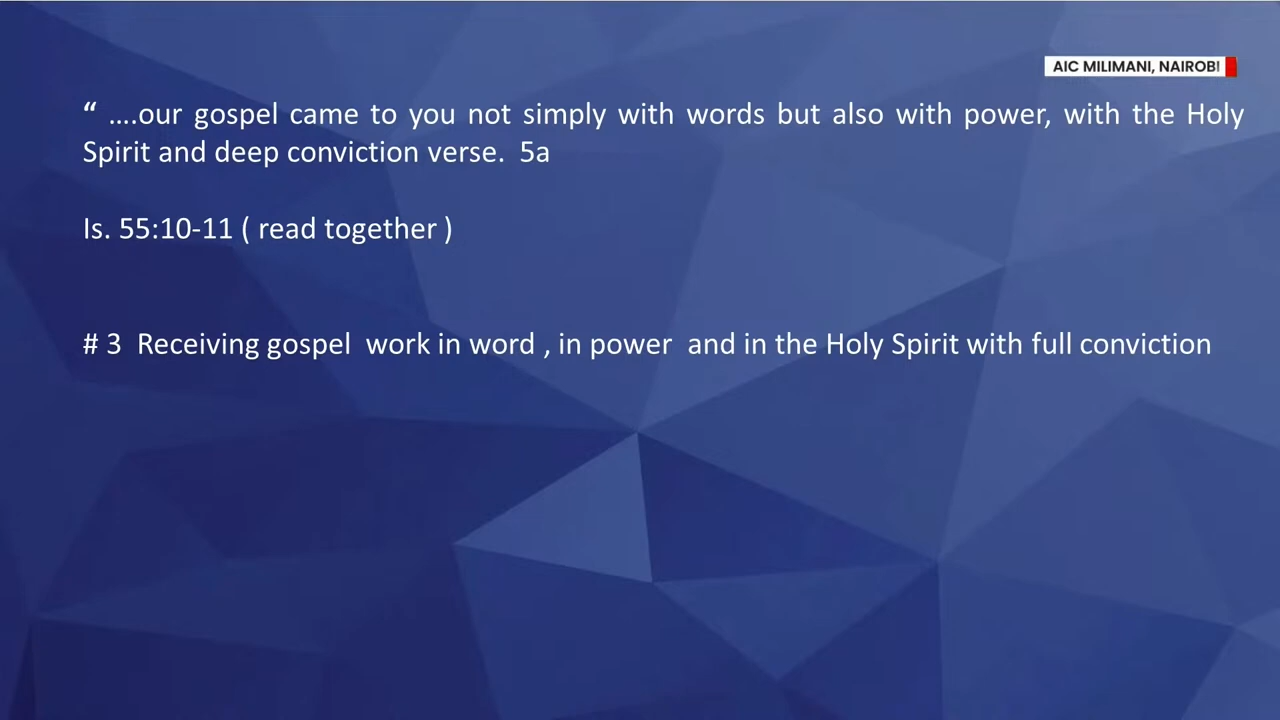 AIC MILIMANI, NAIROBI
“ ....our gospel came to you not simply with words but also with power, with the Holy
Spirit and deep conviction verse.  5a
Is. 55:10-11 ( read together )
# 3  Receiving gospel  work in word , in power  and in the Holy Spirit with full conviction